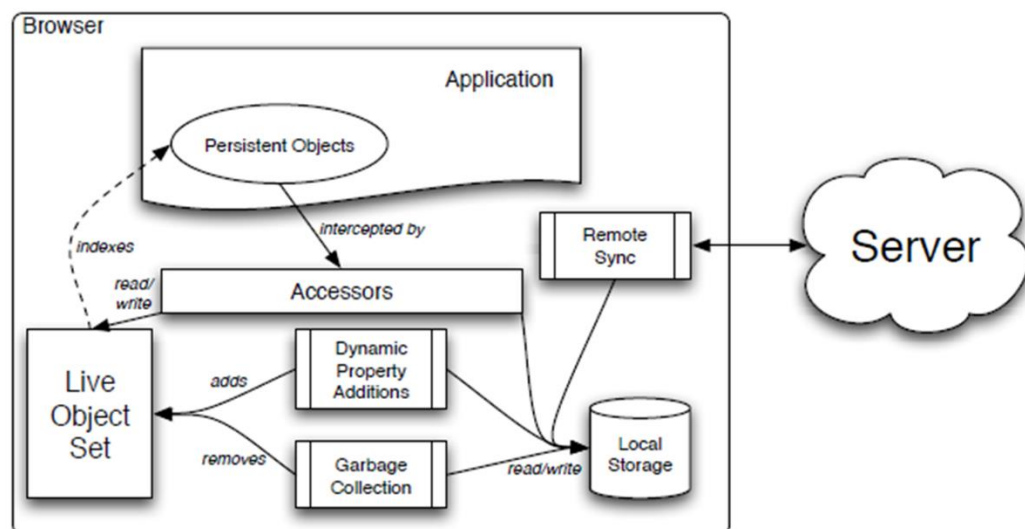 Browser
Application
Persistent Objects
intercepted by
indexes
Remote
Sync
Server
read/
write
Accessors
Live
Object
Set
adds
Dynamic
Property
Additions
removes
Garbage
Collection
read/write
Local
Storage